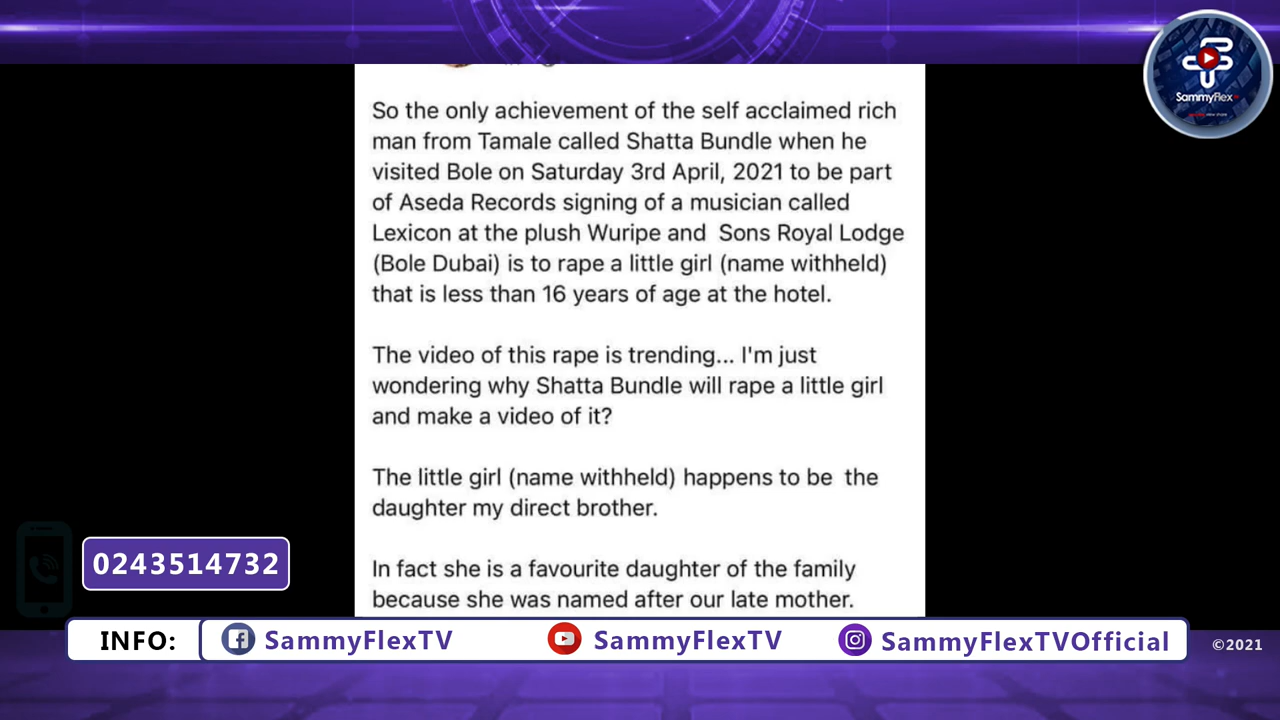 SammyFlex
So the only achievement of the self acclaimed rich
man from Tamale called Shatta Bundle when he
visited Bole on Saturday 3rd April, 2021 to be part
of Aseda Records signing of a musician called
Lexicon at the plush Wuripe and  Sons Royal Lodge
(Bole Dubai) is to rape a little girl (name withheld)
that is less than 16 years of age at the hotel.
The video of this rape is trending... I'm just
wondering why Shatta Bundle will rape a little girl
and make a video of it?
The little girl (name withheld) happens to be  the
daughter my direct brother.
In fact she is a favourite daughter of the family
because she was named after our late mother.
0243514732
INFO: SammyFlexTV SammyFlexTV SammyFlexTVOfficial
©2021